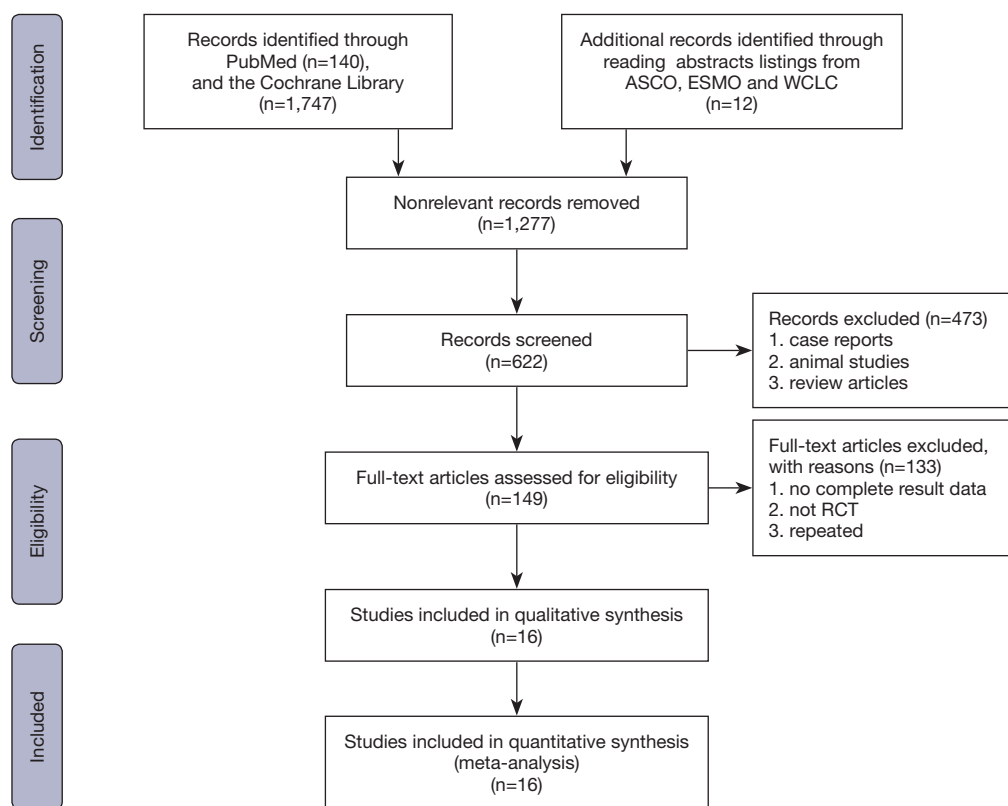 Identification
Records identified through
PubMed (n=140),
and the Cochrane Library
(n=1,747)
Additional records identified through
reading abstracts listings from
ASCO, ESMO and WCLC
(n=12)
Nonrelevant records removed
(n=1,277)
Screening
Records screened
(n=622)
Records excluded (n=473)
1. case reports
2. animal studies
3. review articles
Eligibility
Full-text articles assessed for eligibility
(n=149)
Full-text articles excluded,
with reasons (n=133)
1. no complete result data
2. not RCT
3. repeated
Studies included in qualitative synthesis
(n=16)
Included
Studies included in quantitative synthesis
(meta-analysis)
(n=16)